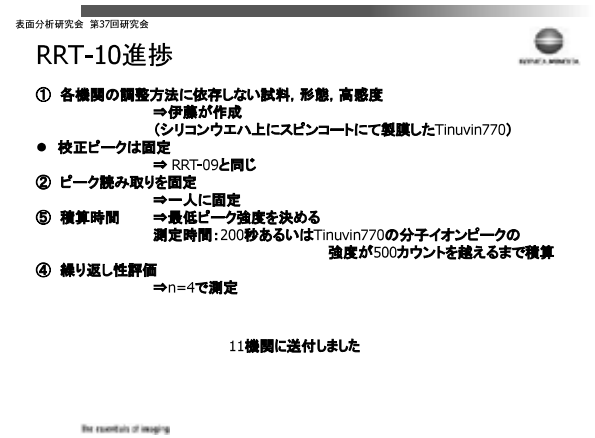 表面分析研究会 第37回研究会
RRT-10進捗
KONICA MINOLTA
① 各機関の調整方法に依存しない試料，形態，高感度
⇒伊藤が作成
（シリコンウエハ上にスピンコートにて製膜したTinuvin770）
● 校正ピークは固定
⇒ RRT-09と同じ
② ピーク読み取りを固定
⇒一人に固定
⑤ 積算時間 ⇒最低ピーク強度を決める
測定時間：200秒あるいはTinuvin770の分子イオンピークの
強度が500カウントを越えるまで積算
④ 繰り返し性評価
⇒n=4で測定
11機関に送付しました
The essentials of imaging